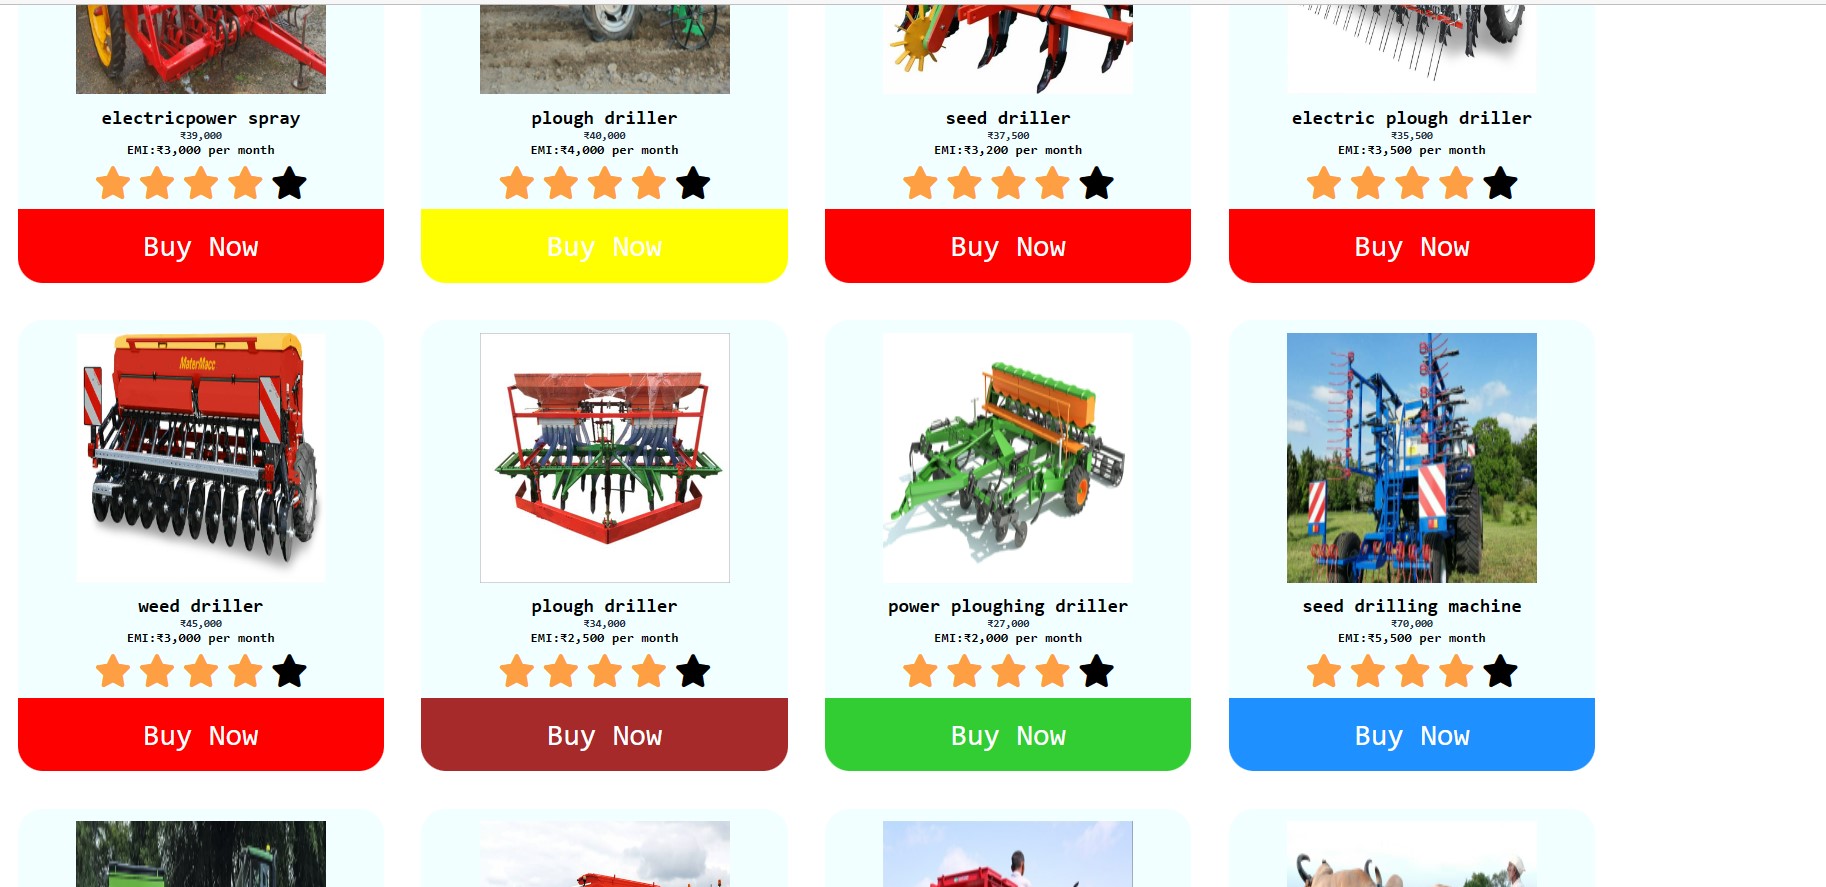 electricpower spray
₹39,000
EMI:₹3,000 per month
Buy Now
plough driller
₹40,000
EMI:₹4,000 per month
Buy Now
seed driller
₹37,500
EMI:₹3,200 per month
Buy Now
electric plough driller
₹35,500
EMI:₹3,500 per month
Buy Now
MaterMacc
weed driller
₹45,000
EMI:₹3,000 per month
Buy Now
plough driller
₹34,000
EMI:₹2,500 per month
Buy Now
power ploughing driller
₹27,000
EMI:₹2,000 per month
Buy Now
seed drilling machine
₹70,000
EMI:₹5,500 per month
Buy Now